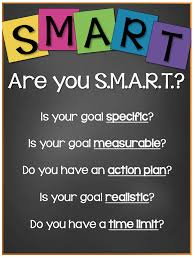 SMART
Are you S.M.A.R.T.?
Is your goal specific?
Is your goal measurable?
Do you have an action plan?
Is your goal realistic?
Do you have a time limit?